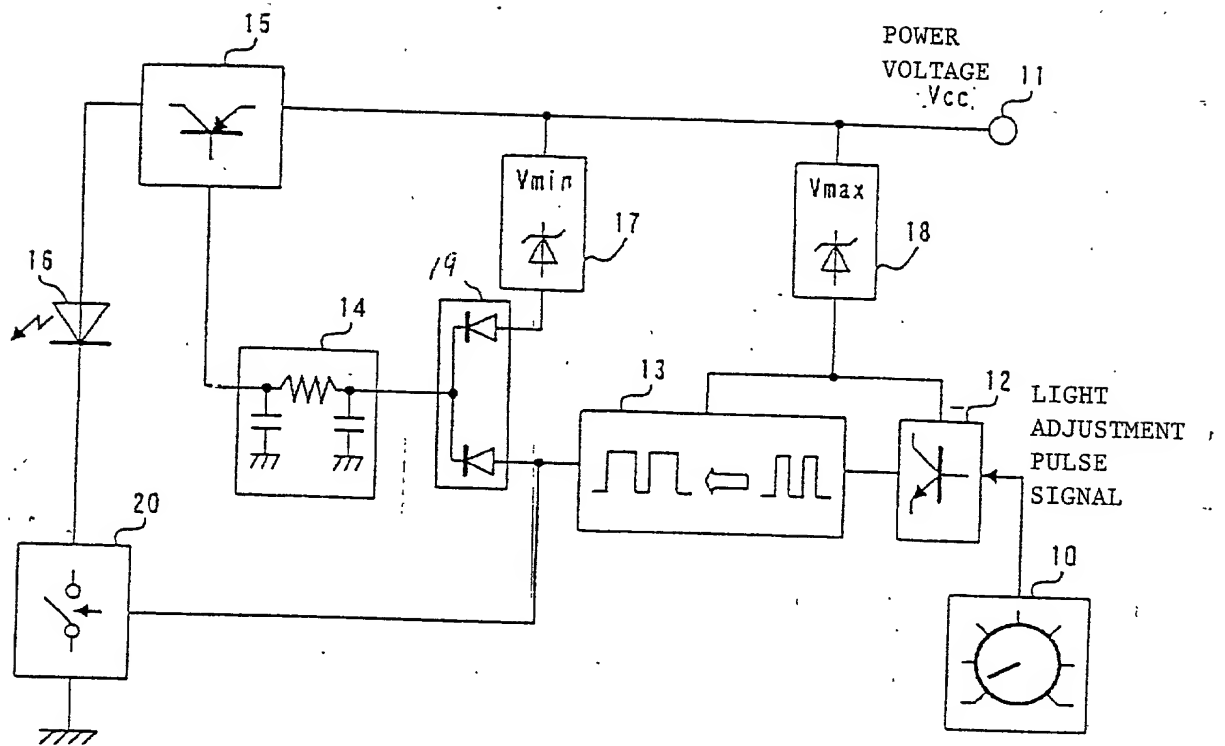 15
POWER
VOLTAGE
Vcc
11
Vmin
17
Vmax
18
16
19
14
13
12
LIGHT
ADJUSTMENT
PULSE
SIGNAL
20
10